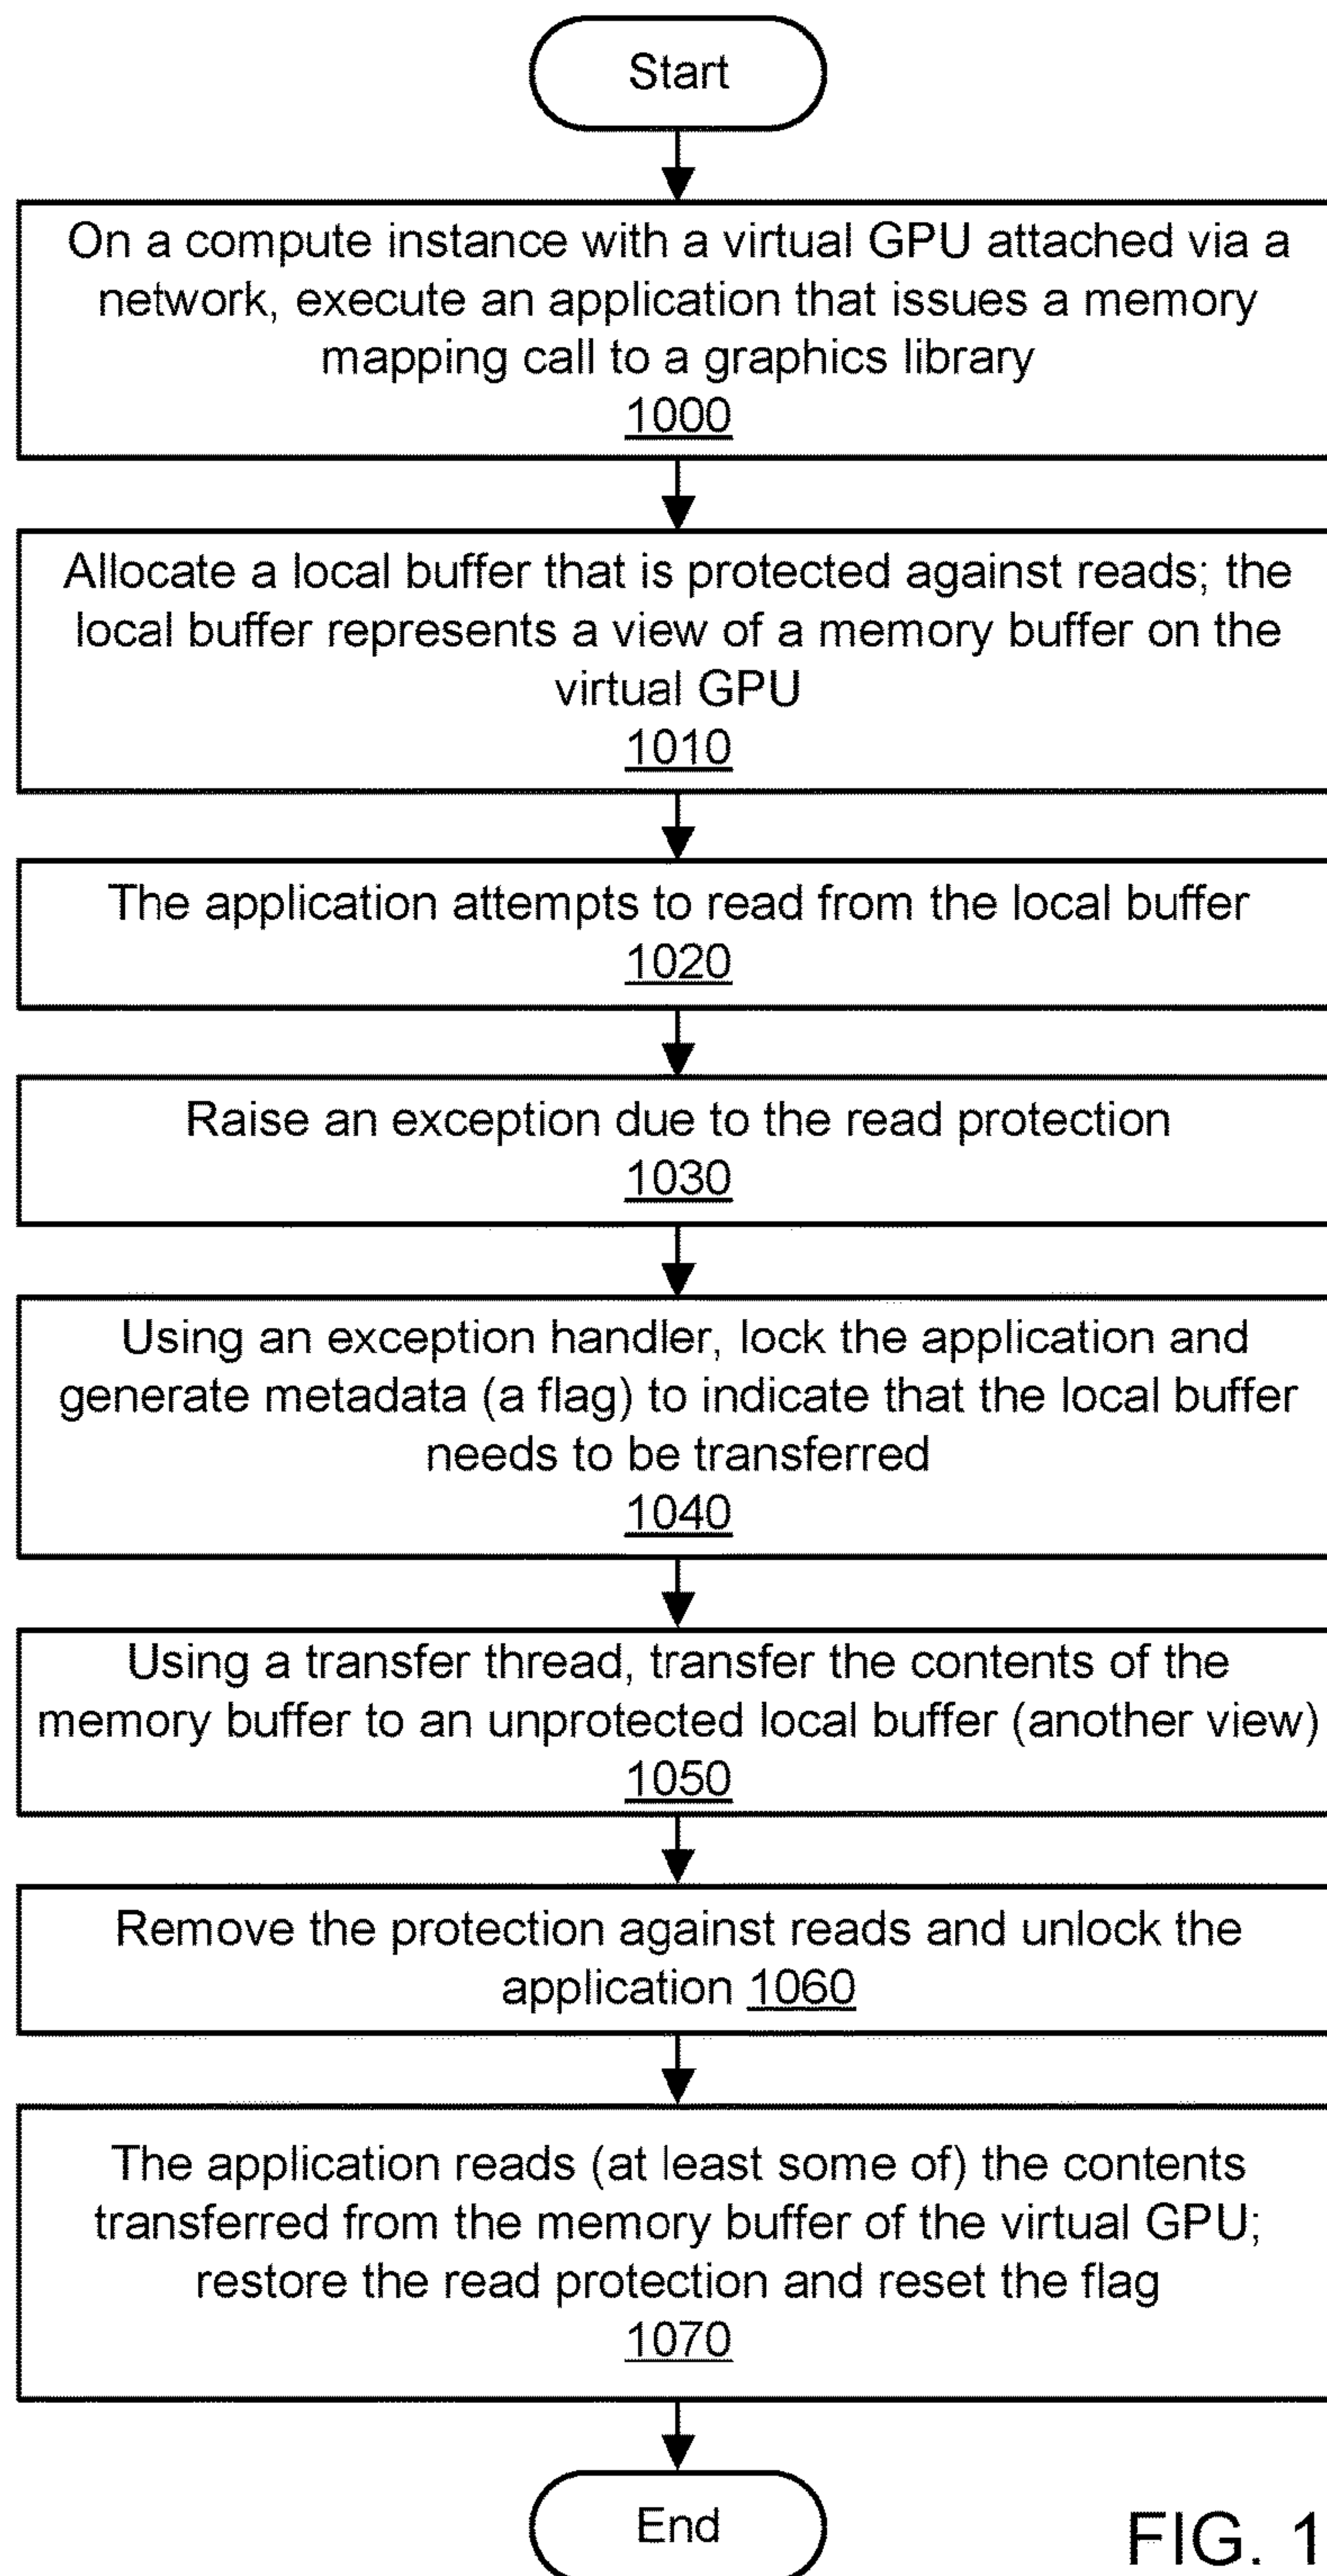 Start
On a compute instance with a virtual GPU attached via a
network, execute an application that issues a memory
mapping call to a graphics library
1000
Allocate a local buffer that is protected against reads; the
local buffer represents a view of a memory buffer on the
virtual GPU
1010
The application attempts to read from the local buffer
1020
Raise an exception due to the read protection
1030
Using an exception handler, lock the application and
generate metadata (a flag) to indicate that the local buffer
needs to be transferred
1040
Using a transfer thread, transfer the contents of the
memory buffer to an unprotected local buffer (another view)
1050
Remove the protection against reads and unlock the
application 1060
The application reads (at least some of) the contents
transferred from the memory buffer of the virtual GPU;
restore the read protection and reset the flag
1070
End
FIG. 1